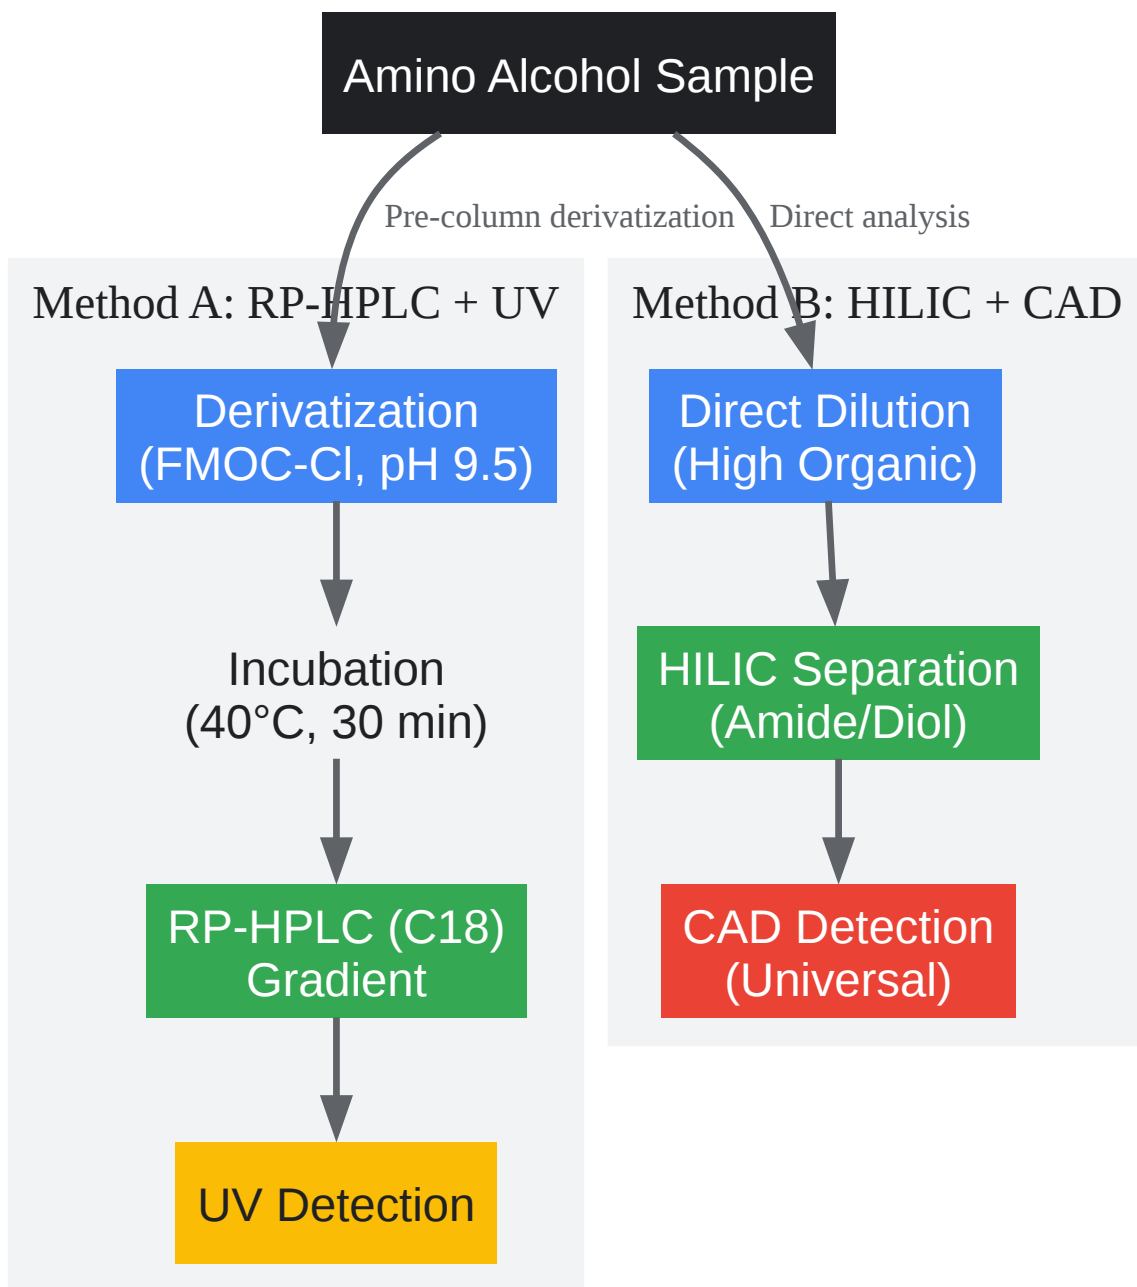 Amino Alcohol Sample
Pre-column derivatization
Direct analysis
Method A: RP-HPLC + UV
Derivatization
(FMOC-Cl, pH 9.5)
Incubation
(40°C, 30 min)
RP-HPLC (C18)
Gradient
UV Detection
Method B: HILIC + CAD
Direct Dilution
(High Organic)
HILIC Separation
(Amide/Diol)
CAD Detection
(Universal)